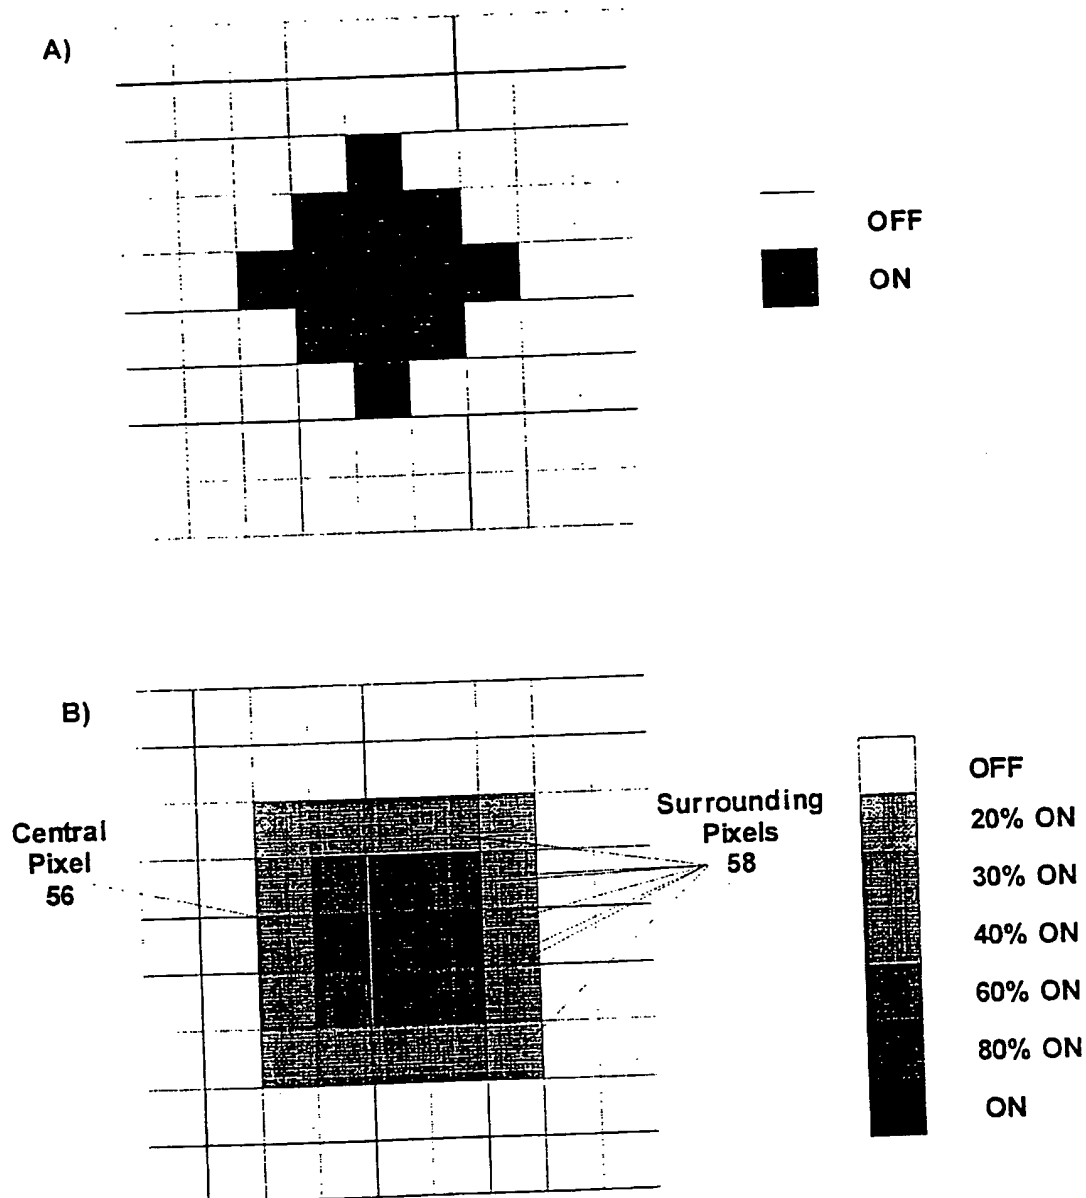 A)
OFF
ON
B)
Central
Pixel
56
Surrounding
Pixels
58
OFF
20% ON
30% ON
40% ON
60% ON
80% ON
ON